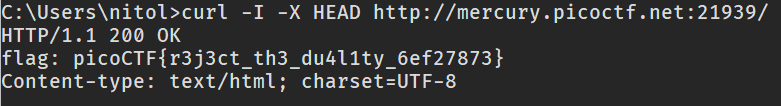 C:\Users\nitol>curl -I -X HEAD http://mercury.picoctf.net:21939/
HTTP/1.1 200 OK
flag: picoCTF{r3j3ct_th3_du4l1ty_6ef27873}
Content-type: text/html; charset=UTF-8